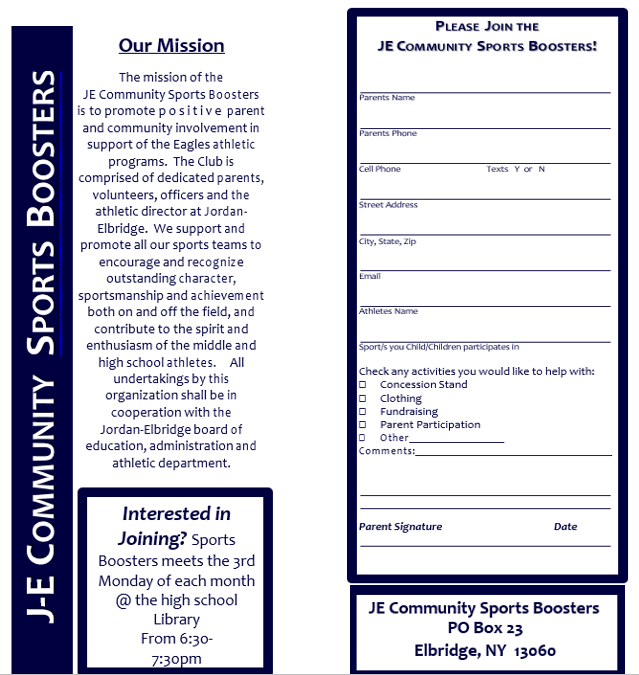 J-E COMMUNITY SPORTS BOOSTERS
Our Mission
The mission of the
JE Community Sports Boosters
is to promote p o s i t i v e parent
and community involvement in
support of the Eagles athletic
programs. The Club is
comprised of dedicated parents,
volunteers, officers and the
athletic director at Jordan-
Elbridge. We support and
promote all our sports teams to
encourage and recognize
outstanding character,
sportsmanship and achievement
both on and off the field, and
contribute to the spirit and
enthusiasm of the middle and
high school athletes. All
undertakings by this
organization shall be in
cooperation with the
Jordan-Elbridge board of
education, administration and
athletic department.
Interested in
Joining? Sports
Boosters meets the 3rd
Monday of each month
@ the high school
Library
From 6:30-
7:30pm
PLEASE JOIN THE
JE COMMUNITY SPORTS BOOSTERS!
Parents Name
Parents Phone
Cell Phone Texts Y or N
Street Address
City, State, Zip
Email
Athletes Name
Sport/s you Child/Children participates in
Check any activities you would like to help with:
☐ Concession Stand
☐ Clothing
☐ Fundraising
☐ Parent Participation
☐ Other
Comments:
Parent Signature Date
JE Community Sports Boosters
PO Box 23
Elbridge, NY 13060